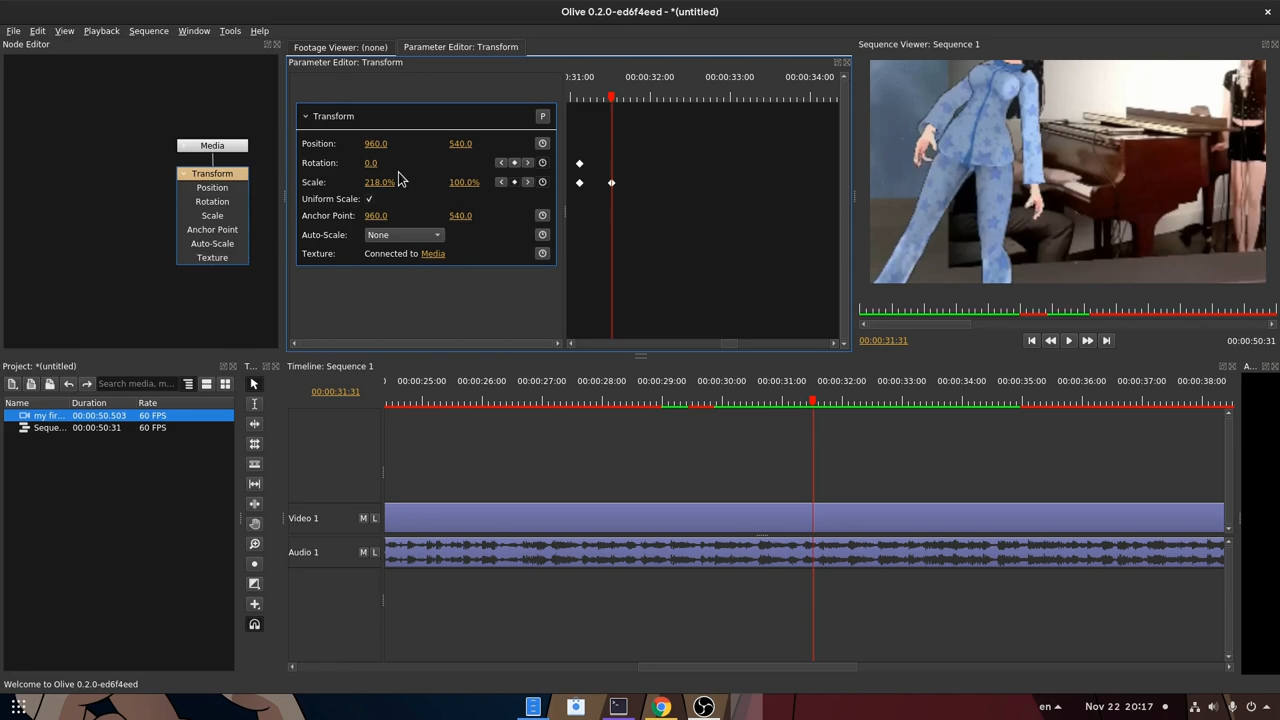 Olive 0.2.0-ed6f4eed - *(untitled)
File Edit View Playback Sequence Window Tools Help
Node Editor
Media
Transform
Position
Rotation
Scale
Anchor Point
Auto-Scale
Texture
Footage Viewer: (none) Parameter Editor: Transform
Parameter Editor: Transform
Transform P
Position: 960.0 540.0
Rotation: 0.0
Scale: 218.0% 100.0%
Uniform Scale: ✓
Anchor Point: 960.0 540.0
Auto-Scale: None
Texture: Connected to Media
):31:00 00:00:32:00 00:00:33:00 00:00:34:00
Sequence Viewer: Sequence 1
00:00:31:31 00:00:50:31
Project: *(untitled)
Search media, m...
Name Duration Rate
my fir... 00:00:50.503 60 FPS
Seque... 00:00:50:31 60 FPS
T...
Timeline: Sequence 1
00:00:31:31
) 00:00:25:00 00:00:26:00 00:00:27:00 00:00:28:00 00:00:29:00 00:00:30:00 00:00:31:00 00:00:32:00 00:00:33:00 00:00:34:00 00:00:35:00 00:00:36:00 00:00:37:00 00:00:38:00
Video 1 M L
Audio 1 M L
A...
Welcome to Olive 0.2.0-ed6f4eed
en Nov 22 20:17